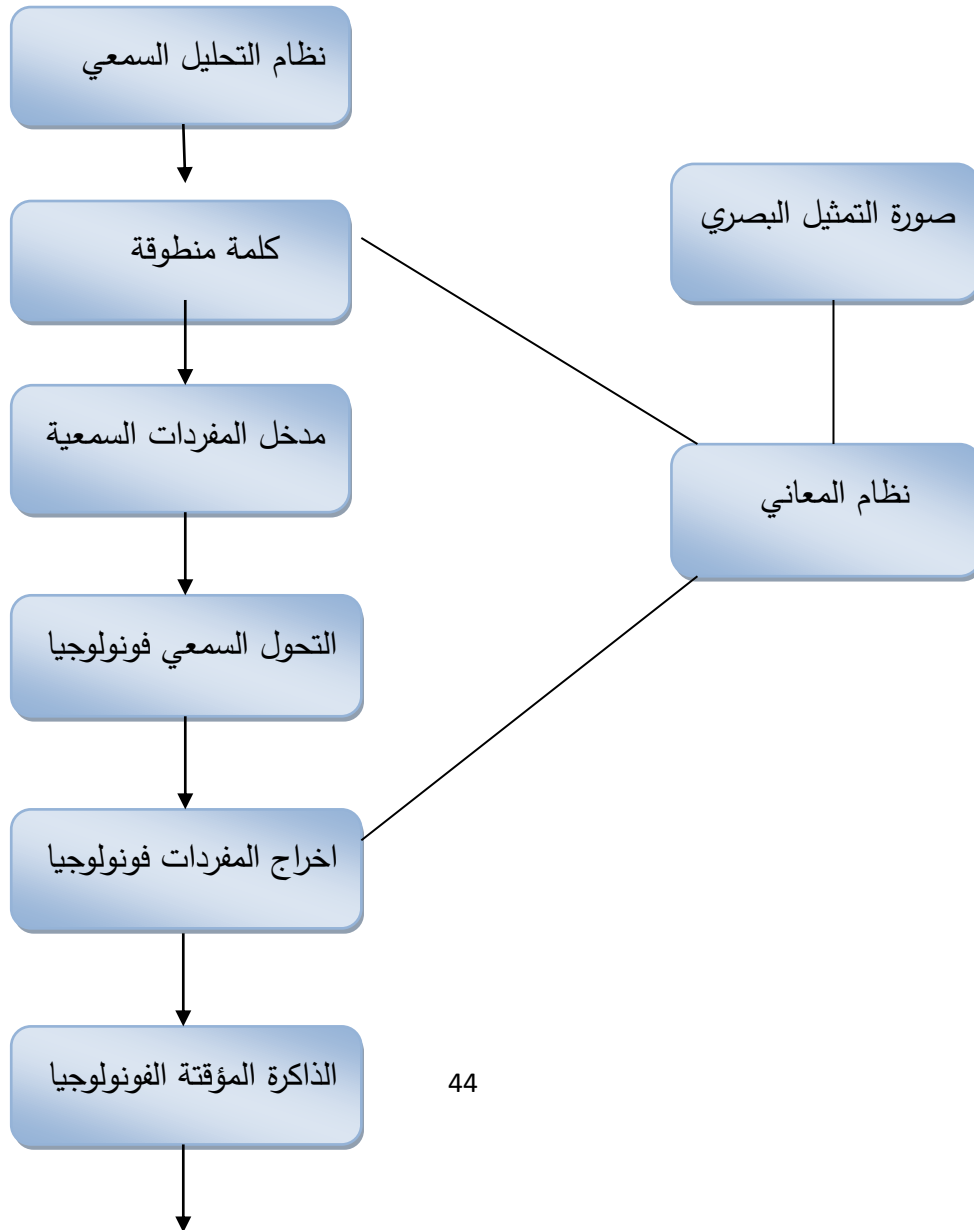 نظام التحليل السمعي
صورة التمثيل البصري
كلمة منطوقة
مدخل المفردات السمعية
نظام المعاني
التحول السمعي فونولوجيا
اخراج المفردات فونولوجيا
الذاكرة المؤقتة الفونولوجيا
44